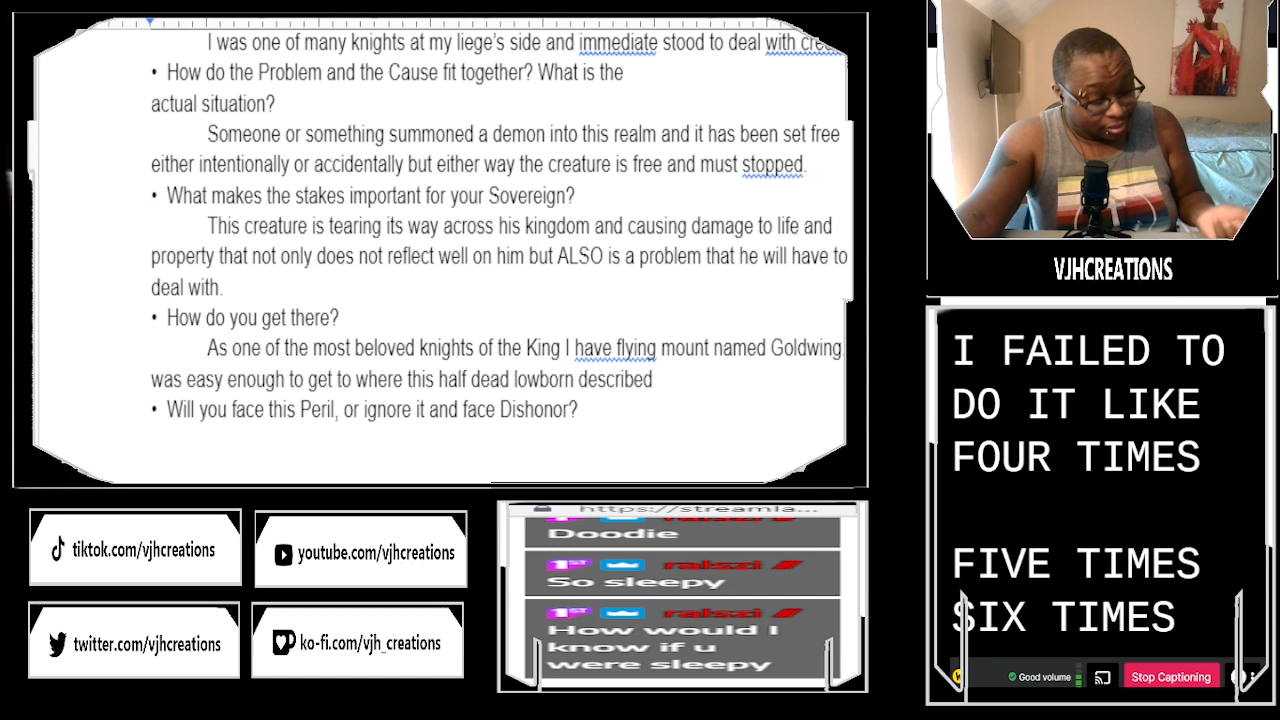 I was one of many knights at my liege's side and immediate stood to deal with
• How do the Problem and the Cause fit together? What is the
actual situation?
Someone or something summoned a demon into this realm and it has been set free
either intentionally or accidentally but either way the creature is free and must stopped.
• What makes the stakes important for your Sovereign?
This creature is tearing its way across his kingdom and causing damage to life and
property that not only does not reflect well on him but ALSO is a problem that he will have to
deal with.
• How do you get there?
As one of the most beloved knights of the King I have flying mount named Goldwing
was easy enough to get to where this half dead lowborn described
• Will you face this Peril, or ignore it and face Dishonor?
VJHCREATIONS
I FAILED TO
DO IT LIKE
FOUR TIMES
FIVE TIMES
SIX TIMES
Good volume
Stop Captioning
tiktok.com/vjhcreations
youtube.com/vjhcreations
twitter.com/vjhcreations
ko-fi.com/vjh_creations
https://streamla...
Doodie
1ST ralszi
So sleepy
1ST ralszi
How would I
know if u
were sleepy